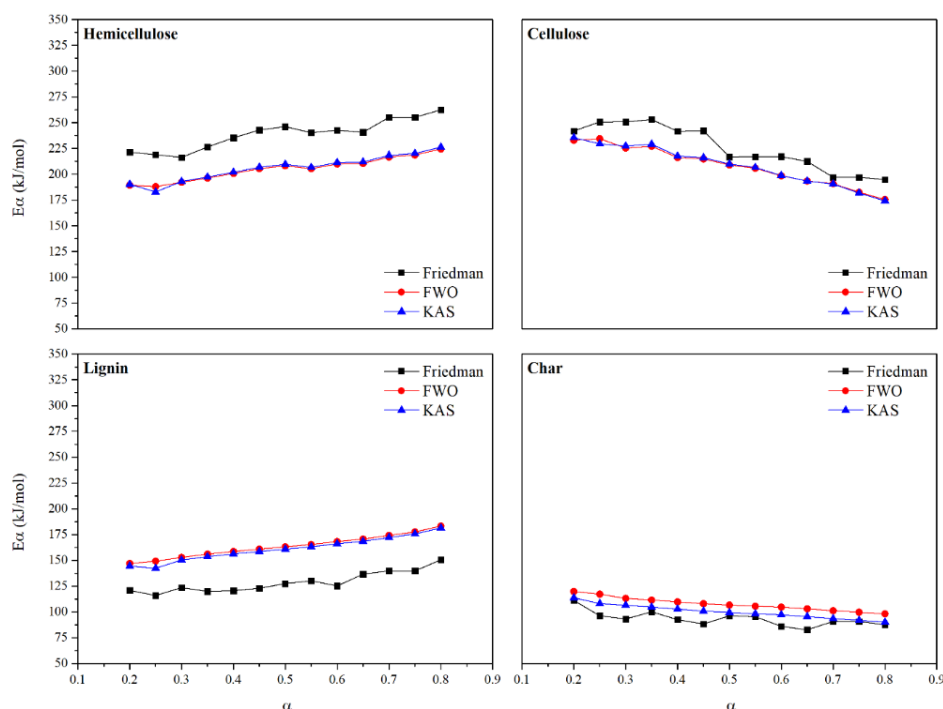 Hemicellulose
Cellulose
350
325
300
275
250
225
200
175
150
125
100
75
50
Eα (kJ/mol)
Friedman
FWO
KAS
Friedman
FWO
KAS
Lignin
Char
350
325
300
275
250
225
200
175
150
125
100
75
50
Eα (kJ/mol)
Friedman
FWO
KAS
Friedman
FWO
KAS
0.1 0.2 0.3 0.4 0.5 0.6 0.7 0.8 0.9
0.1 0.2 0.3 0.4 0.5 0.6 0.7 0.8 0.9
α
α